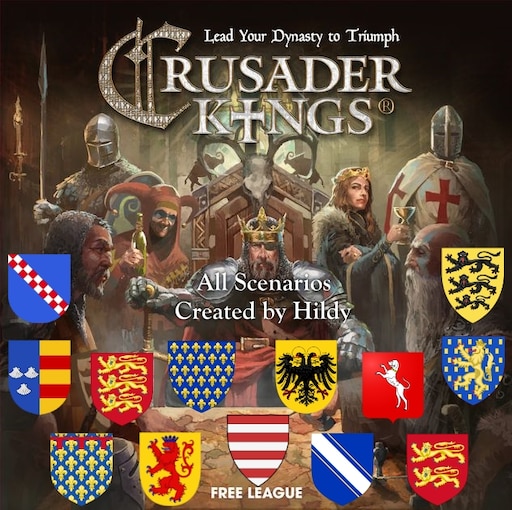 Lead Your Dynasty to Triumph
CRUSADER
KINGS®
All Scenarios
Created by Hildy
FREE LEAGUE